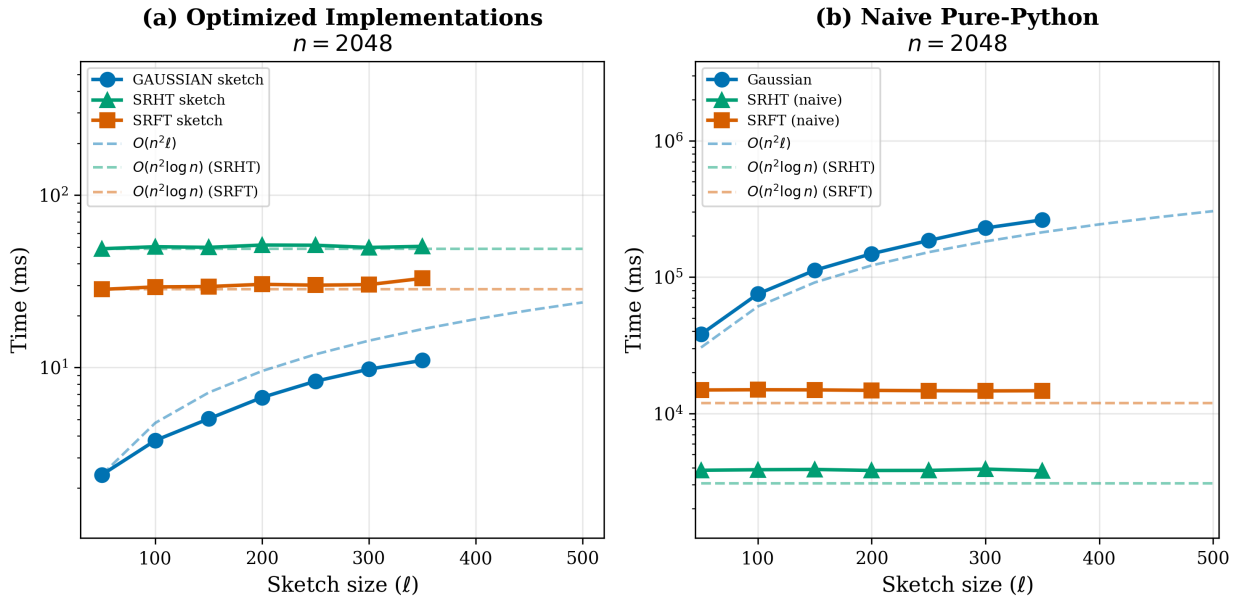 (a) Optimized Implementations
n = 2048
GAUSSIAN sketch
SRHT sketch
SRFT sketch
O(n²ℓ)
O(n² log n) (SRHT)
O(n² log n) (SRFT)
10²
10¹
Time (ms)
100 200 300 400 500
Sketch size (ℓ)
(b) Naive Pure-Python
n = 2048
Gaussian
SRHT (naive)
SRFT (naive)
O(n²ℓ)
O(n² log n) (SRHT)
O(n² log n) (SRFT)
10⁶
10⁵
10⁴
Time (ms)
100 200 300 400 500
Sketch size (ℓ)